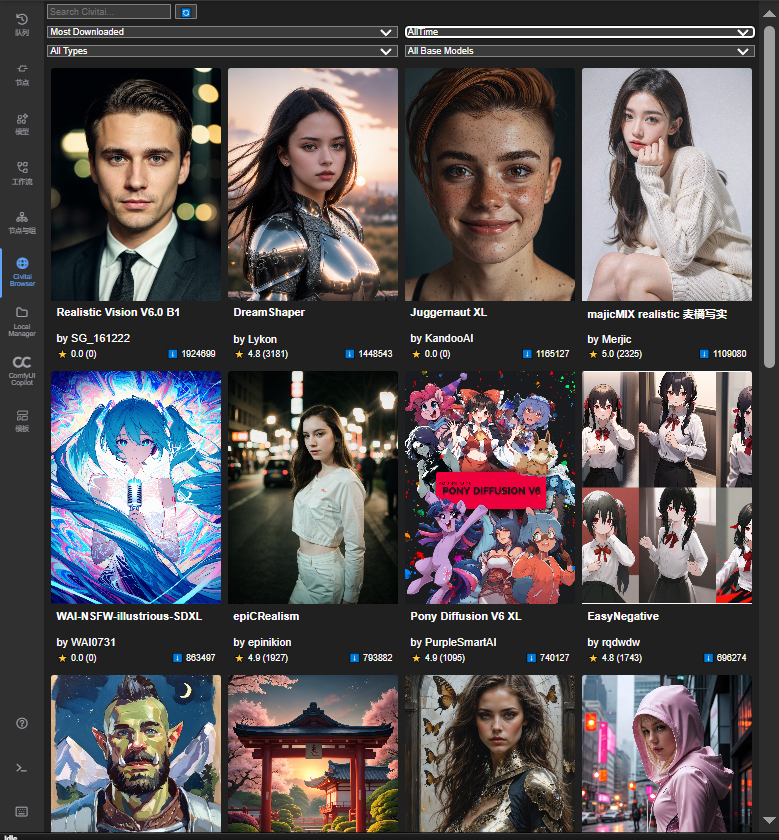 Search Civitai...
Most Downloaded
AllTime
All Types
All Base Models
队列
节点
模型
工作流
节点与组
Civitai
Browser
Local
Manager
ComfyUI
Copilot
模板
Realistic Vision V6.0 B1
by SG_161222
★ 0.0 (0) 1924699
DreamShaper
by Lykon
★ 4.8 (3181) 1448543
Juggernaut XL
by KandooAI
★ 0.0 (0) 1165127
majicMIX realistic 麦橘写实
by Merjic
★ 5.0 (2325) 1109080
PONY DIFFUSION V6
WAI-NSFW-illustrious-SDXL
by WAI0731
★ 0.0 (0) 863497
epiCRealism
by epinikion
★ 4.9 (1927) 793882
Pony Diffusion V6 XL
by PurpleSmartAI
★ 4.9 (1095) 740127
EasyNegative
by rqdwdw
★ 4.8 (1743) 696274
Idle